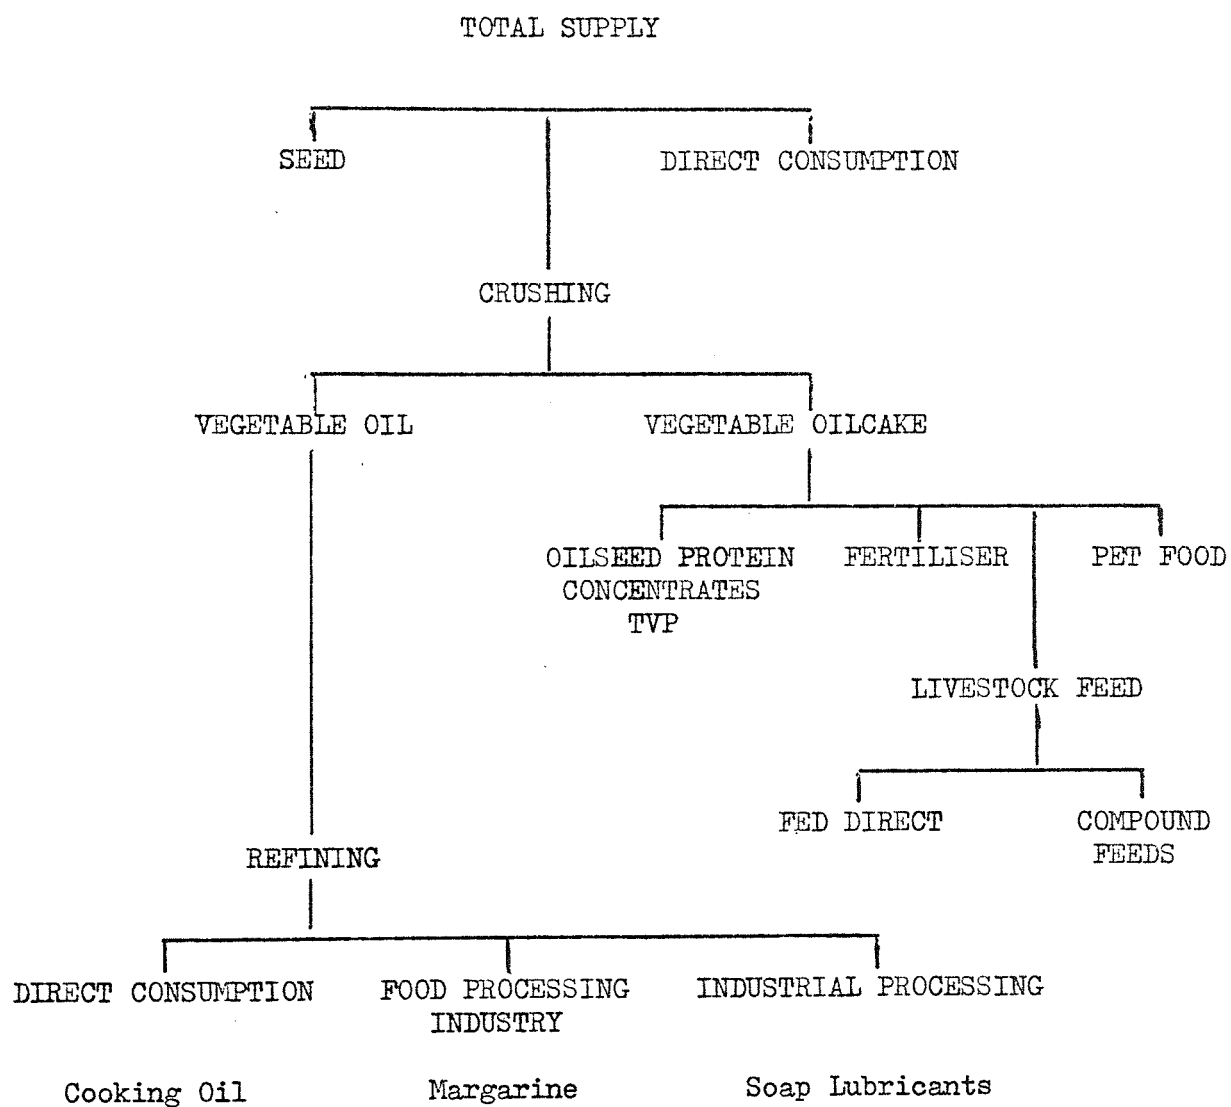 TOTAL SUPPLY
SEED
DIRECT CONSUMPTION
CRUSHING
VEGETABLE OIL
VEGETABLE OILCAKE
OILSEED PROTEIN
CONCENTRATES
TVP
FERTILISER
PET FOOD
LIVESTOCK FEED
FED DIRECT
COMPOUND
FEEDS
REFINING
DIRECT CONSUMPTION
FOOD PROCESSING
INDUSTRY
INDUSTRIAL PROCESSING
Cooking Oil
Margarine
Soap Lubricants